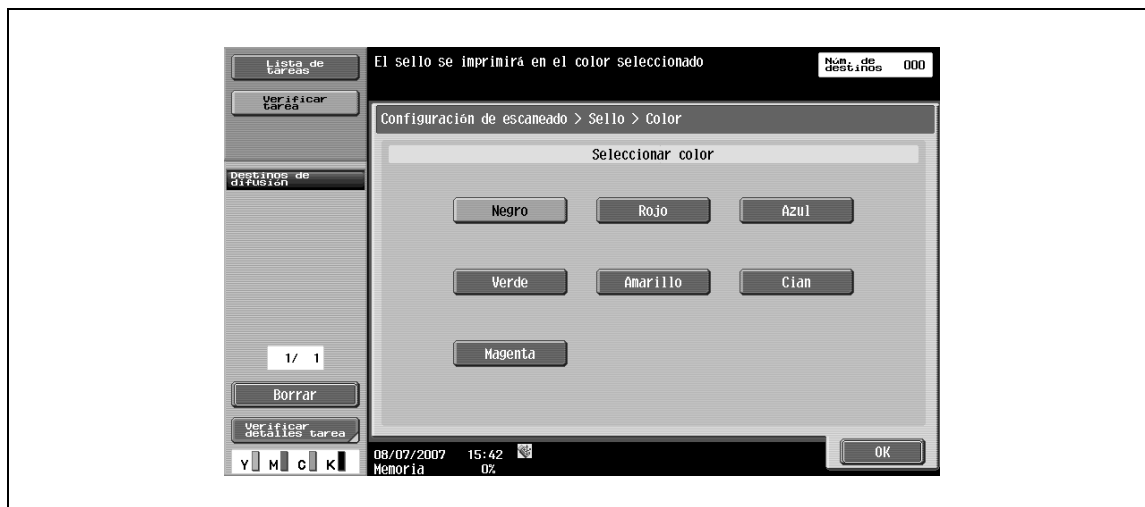 Lista de
tareas
El sello se imprimirá en el color seleccionado
Núm. de
destinos 000
Verificar
tarea
Configuración de escaneado > Sello > Color
Seleccionar color
Destinos de
difusión
Negro Rojo Azul
Verde Amarillo Cian
1/ 1
Magenta
Borrar
Verificar
detalles tarea
OK
Y M C K
08/07/2007 15:42
Memoria 0%